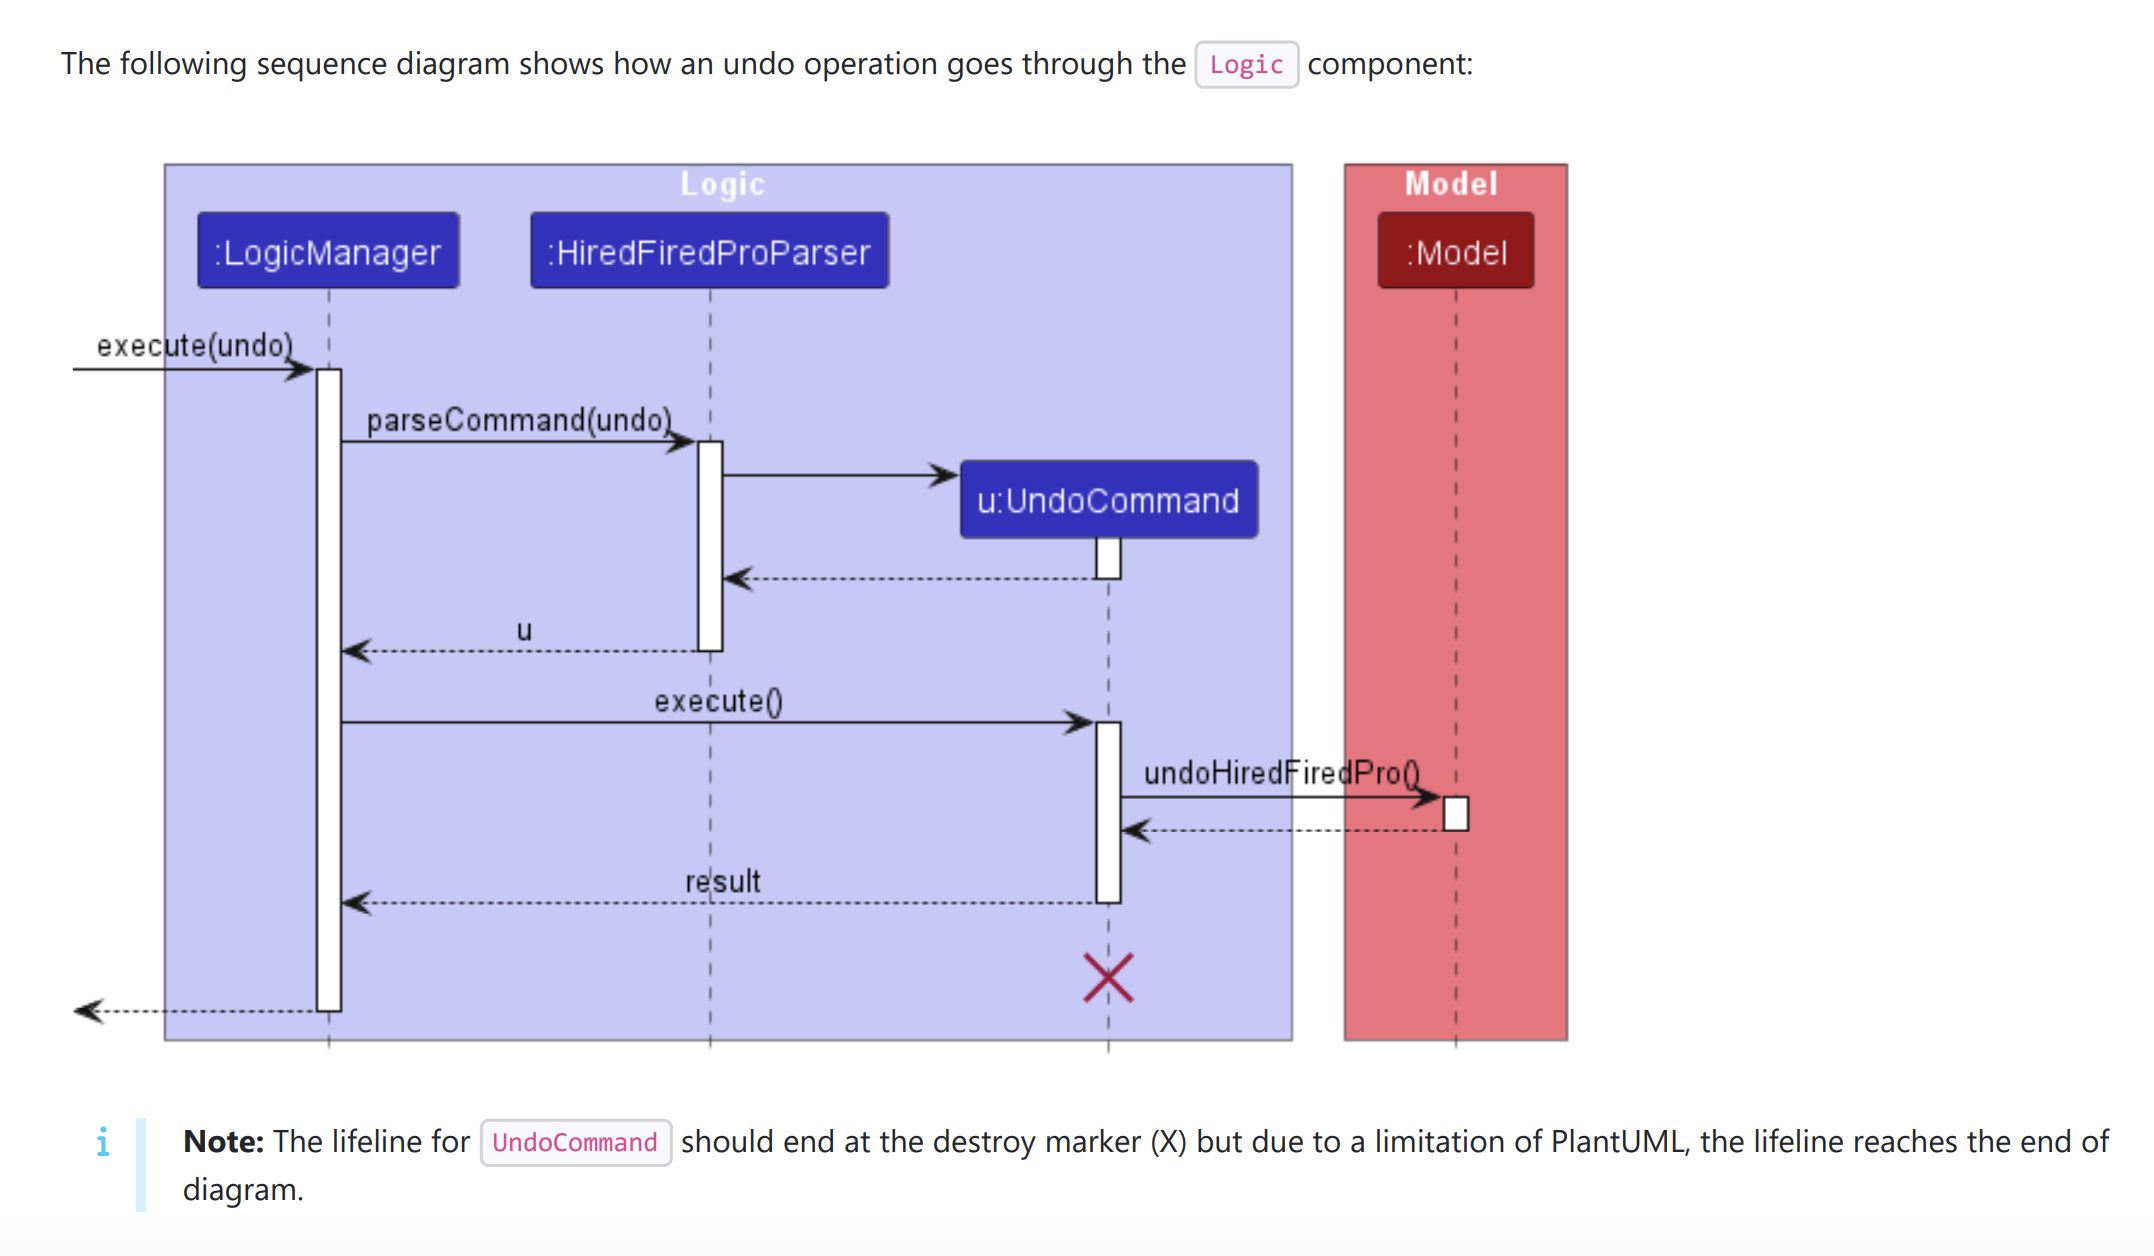 The following sequence diagram shows how an undo operation goes through the Logic component:
Logic
Model
:LogicManager
:HiredFiredProParser
:Model
execute(undo)
parseCommand(undo)
u:UndoCommand
u
execute()
undoHiredFiredPro()
result
i
Note: The lifeline for UndoCommand should end at the destroy marker (X) but due to a limitation of PlantUML, the lifeline reaches the end of
diagram.